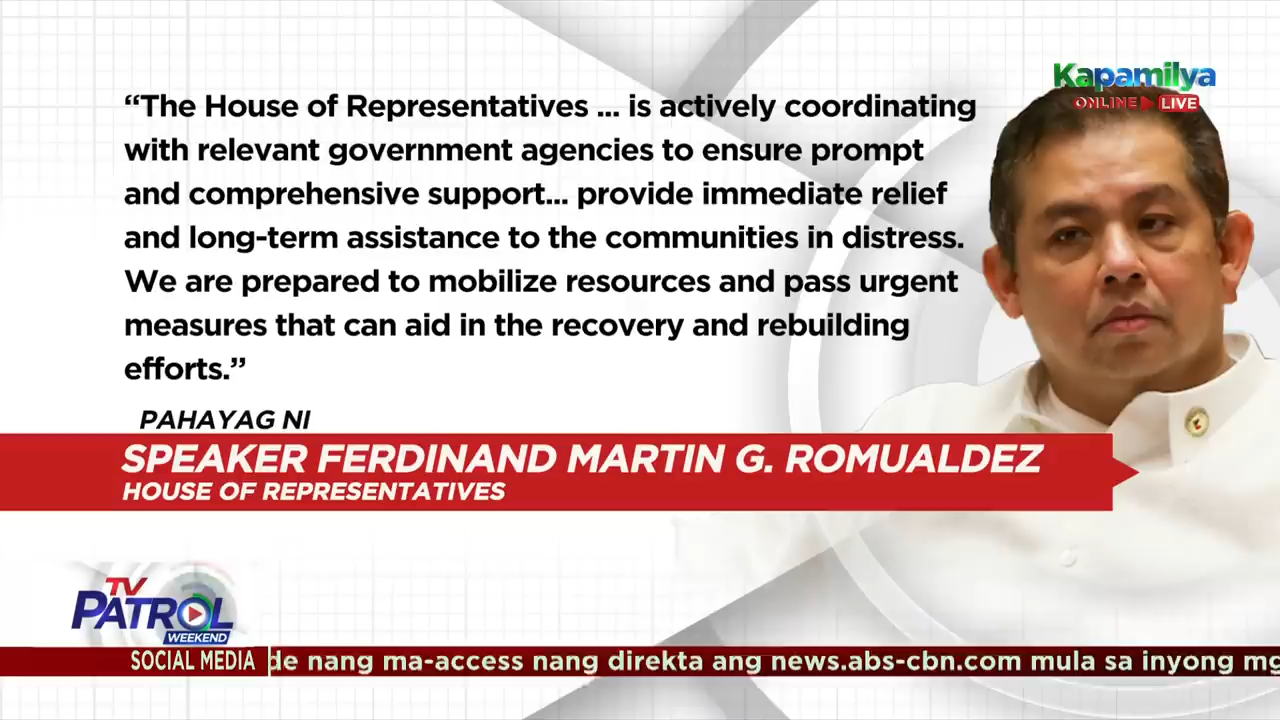 Kapamilya
ONLINE LIVE
“The House of Representatives ... is actively coordinating
with relevant government agencies to ensure prompt
and comprehensive support... provide immediate relief
and long-term assistance to the communities in distress.
We are prepared to mobilize resources and pass urgent
measures that can aid in the recovery and rebuilding
efforts.”
PAHAYAG NI
SPEAKER FERDINAND MARTIN G. ROMUALDEZ
HOUSE OF REPRESENTATIVES
TV
PATROL
WEEKEND
SOCIAL MEDIA de nang ma-access nang direkta ang news.abs-cbn.com mula sa inyong mg